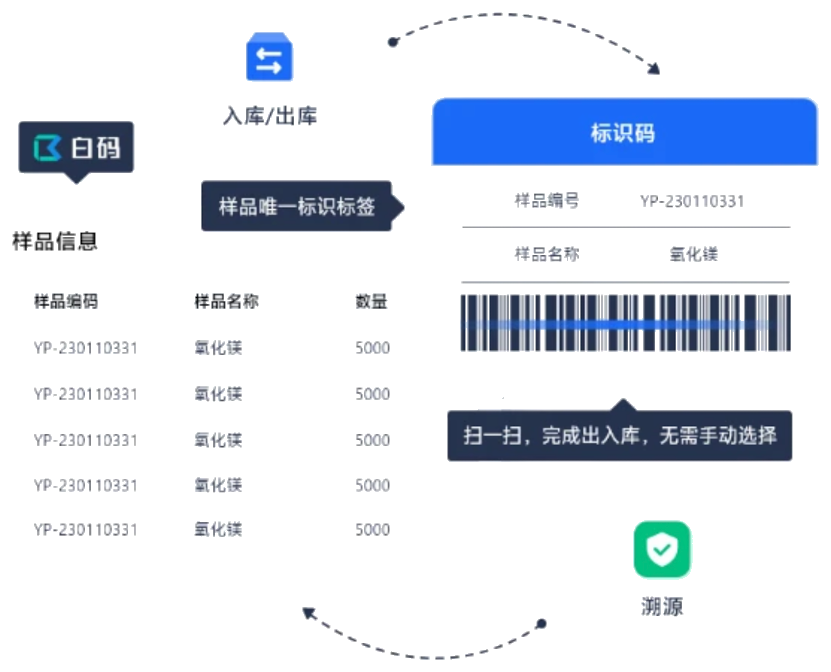 入库/出库
白码
标识码
样品唯一标识标签
样品编号 YP-230110331
样品名称 氧化镁
样品信息
样品编码 样品名称 数量
YP-230110331 氧化镁 5000
YP-230110331 氧化镁 5000
YP-230110331 氧化镁 5000
YP-230110331 氧化镁 5000
YP-230110331 氧化镁 5000
扫一扫，完成出入库，无需手动选择
溯源